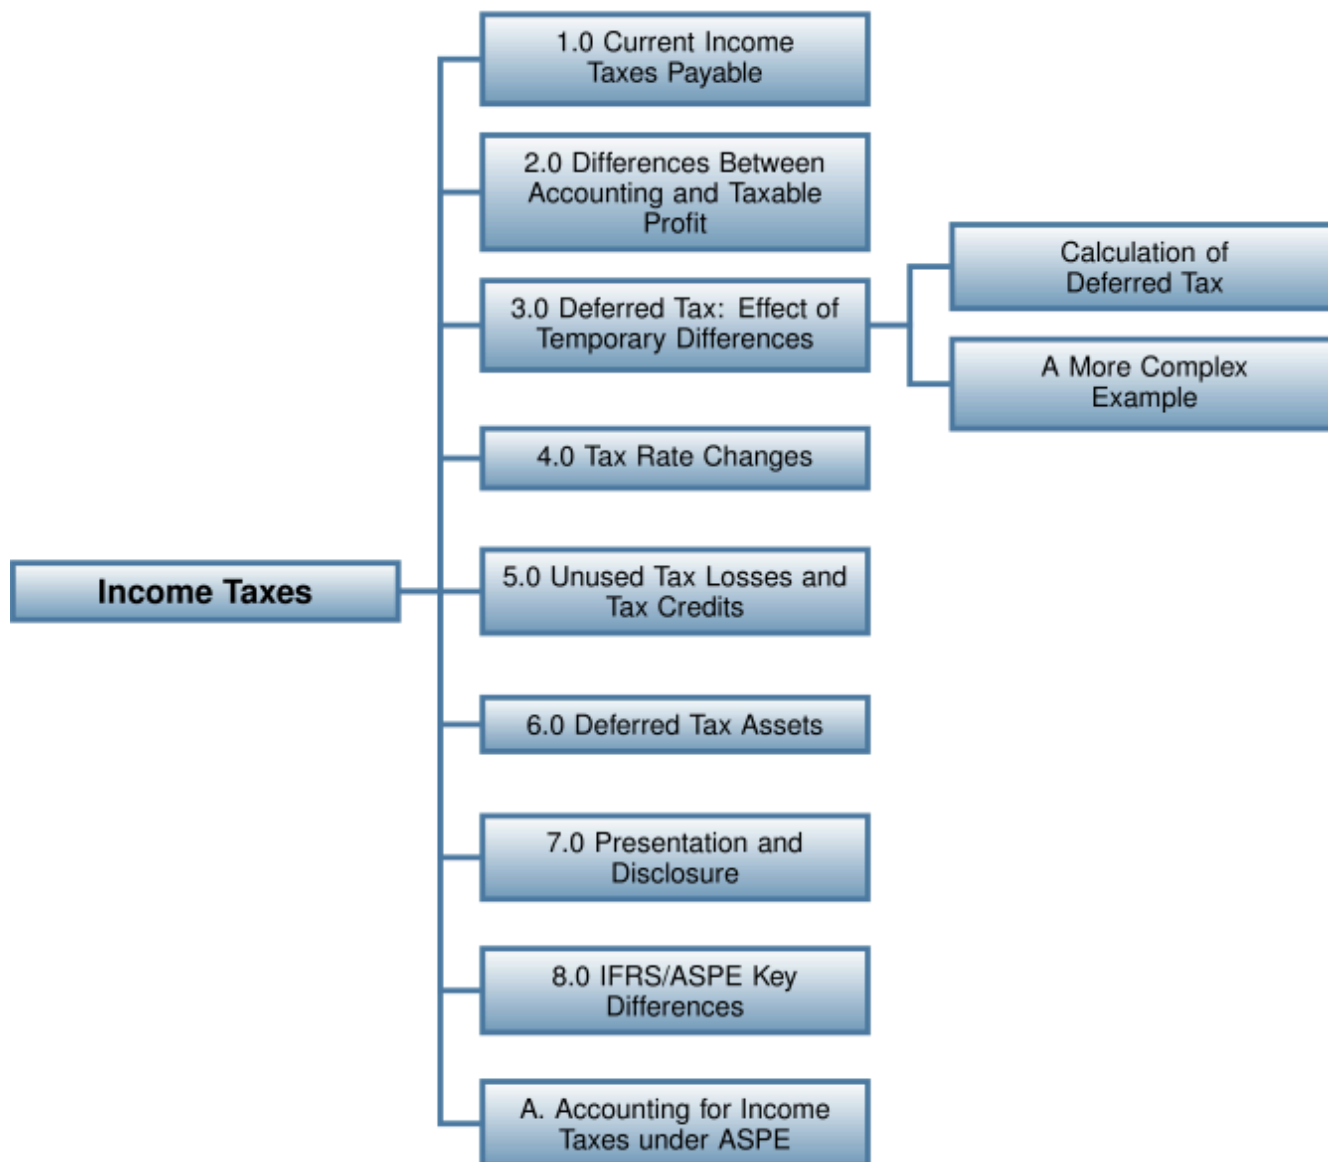 1.0 Current Income
Taxes Payable
2.0 Differences Between
Accounting and Taxable
Profit
Calculation of
Deferred Tax
3.0 Deferred Tax: Effect of
Temporary Differences
A More Complex
Example
4.0 Tax Rate Changes
Income Taxes
5.0 Unused Tax Losses and
Tax Credits
6.0 Deferred Tax Assets
7.0 Presentation and
Disclosure
8.0 IFRS/ASPE Key
Differences
A. Accounting for Income
Taxes under ASPE